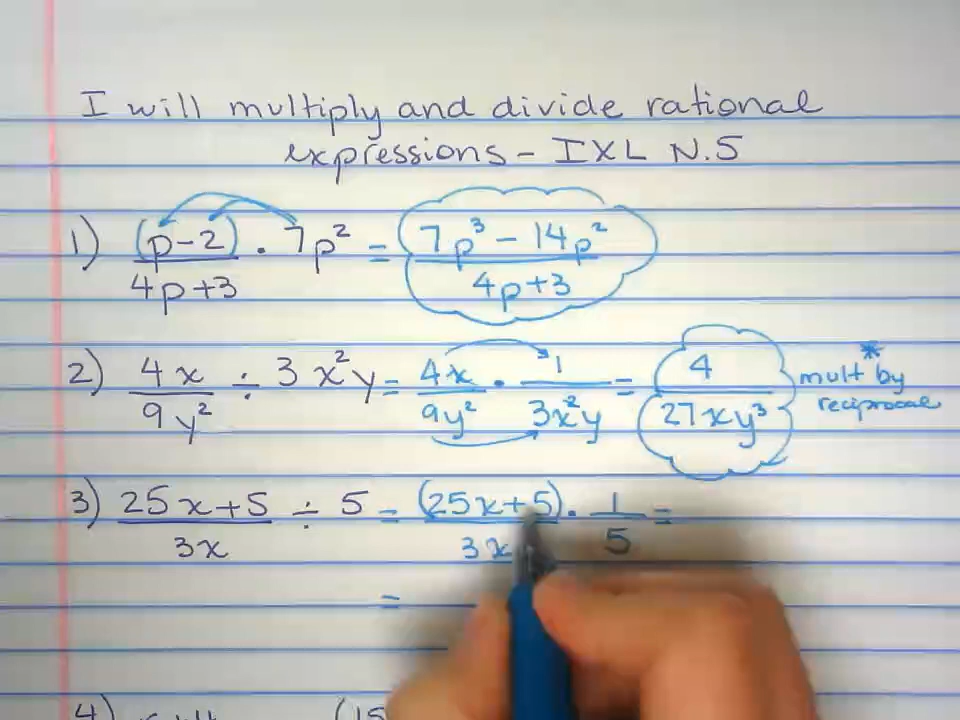 I will multiply and divide rational
expressions - IXL N.5
1) (p-2)/(4p+3) · 7p² = (7p³ - 14p²)/(4p+3)
2) 4x/(9y²) ÷ 3x²y = 4x/(9y²) · 1/(3x²y) = 4/(27xy³) * mult by reciprocal
3) (25x+5)/(3x) ÷ 5 = (25x+5)/(3x) · 1/5 =
=
4) (15